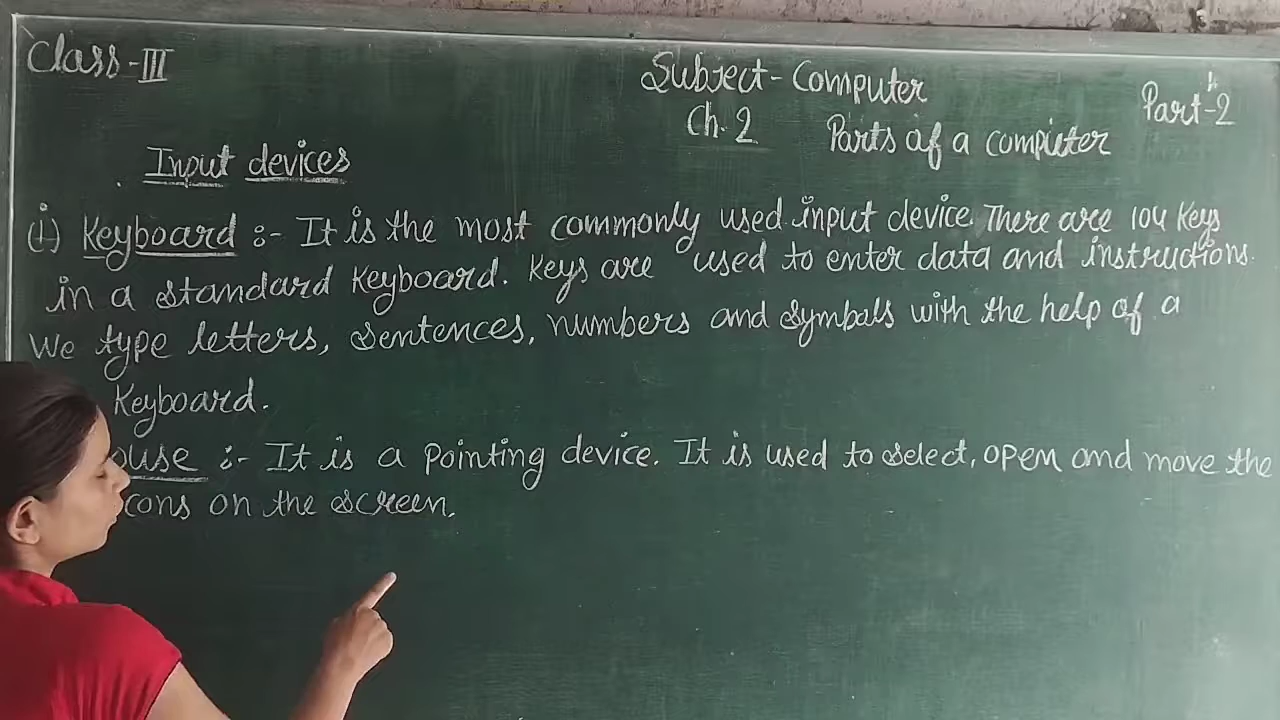 Class-III
Subject- Computer
Part-2
Ch. 2 Parts of a computer
Input devices
(i) Keyboard :- It is the most commonly used input device. There are 104 Keys
in a standard Keyboard. Keys are used to enter data and instructions.
We type letters, sentences, numbers and symbals with the help of a
Keyboard.
ouse :- It is a pointing device. It is used to select, open and move the
cons on the screen.